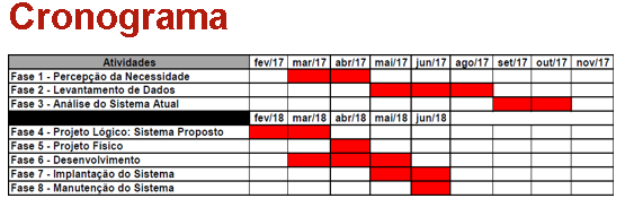 Cronograma
Atividades fev/17 mar/17 abr/17 mai/17 jun/17 ago/17 set/17 out/17 nov/17
Fase 1 - Percepção da Necessidade
Fase 2 - Levantamento de Dados
Fase 3 - Análise do Sistema Atual
fev/18 mar/18 abr/18 mai/18 jun/18
Fase 4 - Projeto Lógico: Sistema Proposto
Fase 5 - Projeto Físico
Fase 6 - Desenvolvimento
Fase 7 - Implantação do Sistema
Fase 8 - Manutenção do Sistema